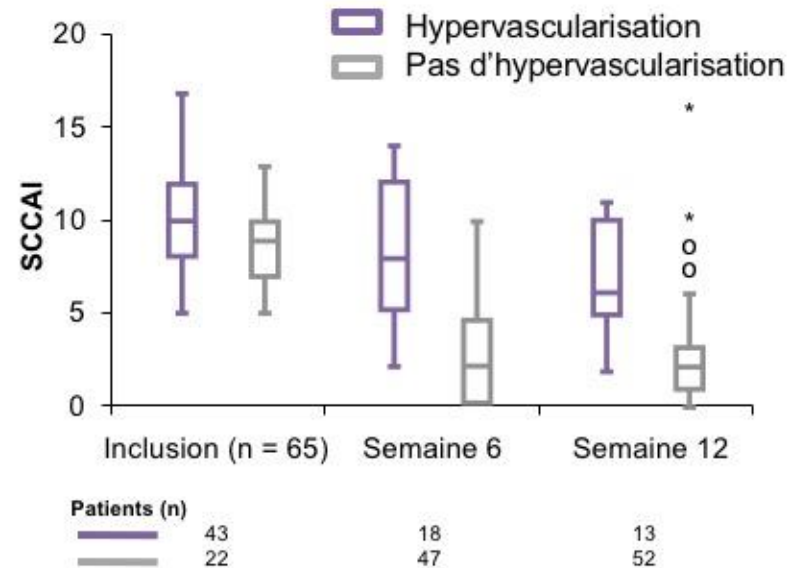 Hypervascularisation
Pas d'hypervascularisation
SCCAI
20
15
10
5
0
*
*
o
o
Inclusion (n = 65) Semaine 6 Semaine 12
Patients (n)
43 18 13
22 47 52